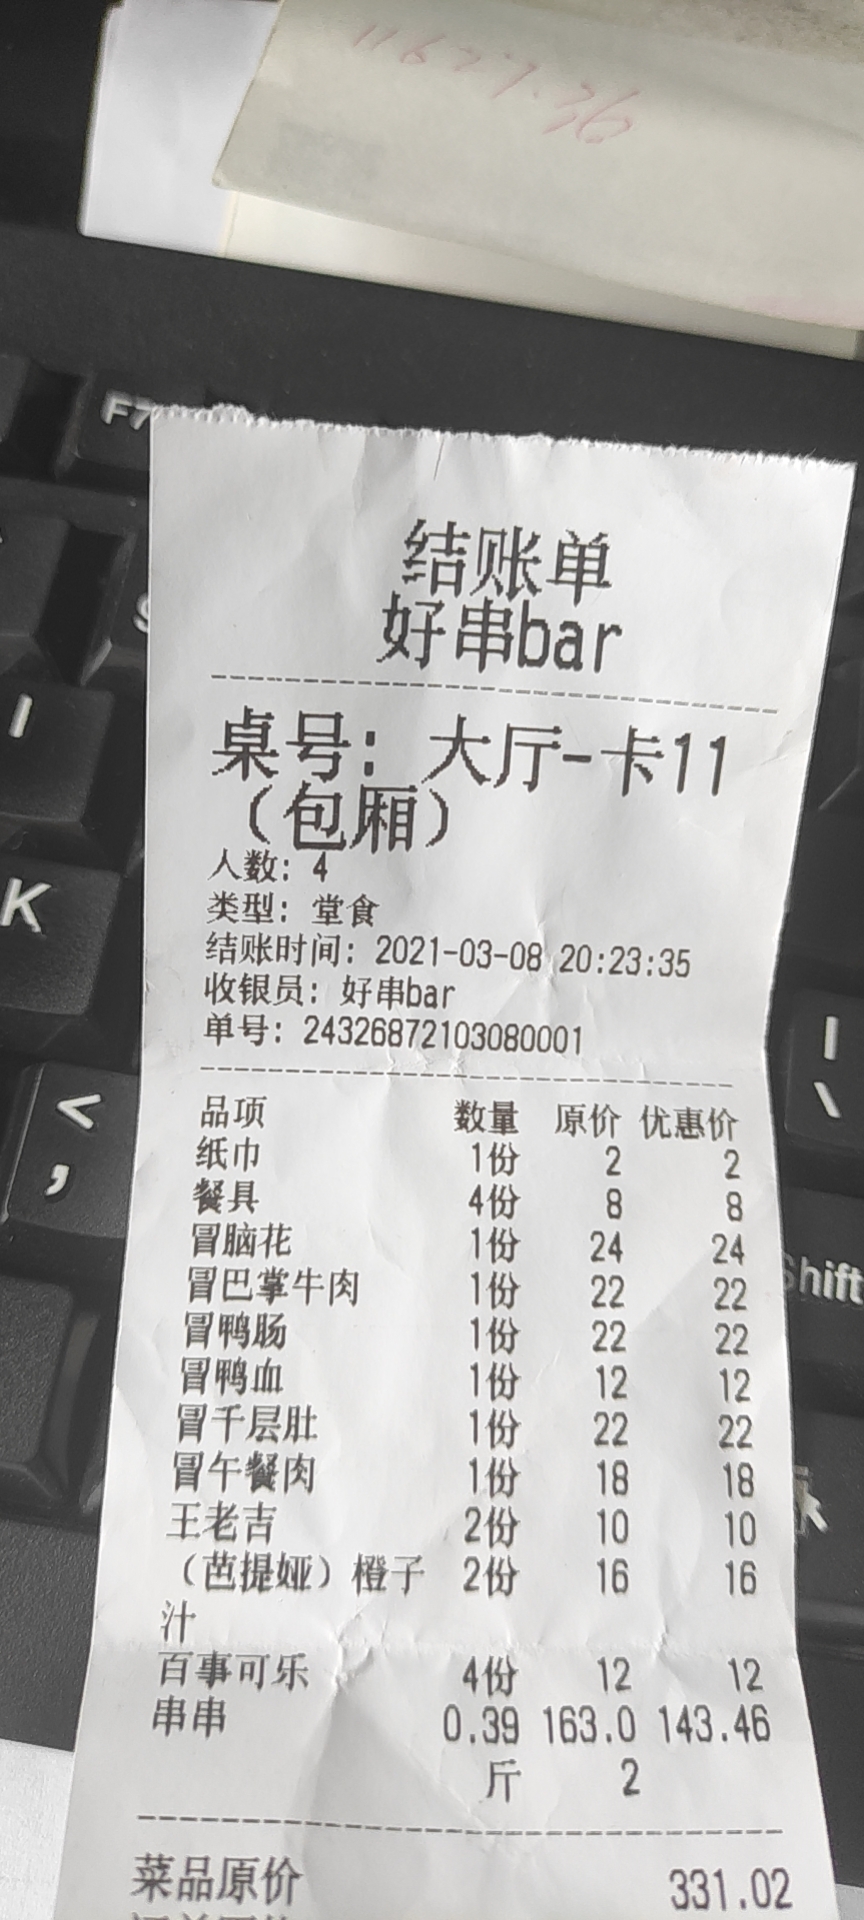 11627.36
F7
结账单
好串bar
桌号：大厅-卡11
（包厢）
人数：4
类型：堂食
结账时间：2021-03-08 20:23:35
收银员：好串bar
单号：24326872103080001
品项 数量 原价 优惠价
纸巾 1份 2 2
餐具 4份 8 8
冒脑花 1份 24 24
冒巴掌牛肉 1份 22 22
冒鸭肠 1份 22 22
冒鸭血 1份 12 12
冒千层肚 1份 22 22
冒午餐肉 1份 18 18
王老吉 2份 10 10
（芭提娅）橙子 2份 16 16
汁
百事可乐 4份 12 12
串串 0.39 163.0 143.46
斤 2
菜品原价 331.02
I
K
<
,
|
\
Shift